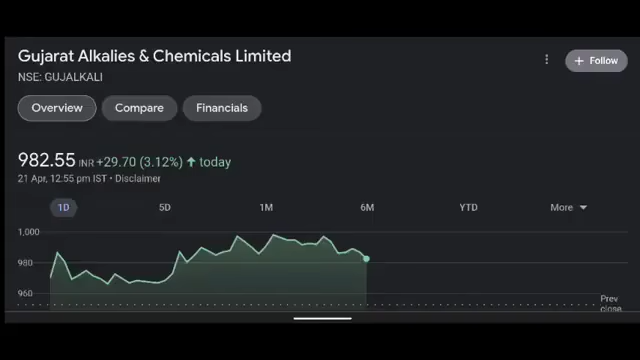 Gujarat Alkalies & Chemicals Limited
NSE: GUJALKALI
+ Follow
Overview Compare Financials
982.55 INR +29.70 (3.12%) ↑ today
21 Apr, 12:55 pm IST • Disclaimer
1D 5D 1M 6M YTD More
1,000
980
960
Prev
close